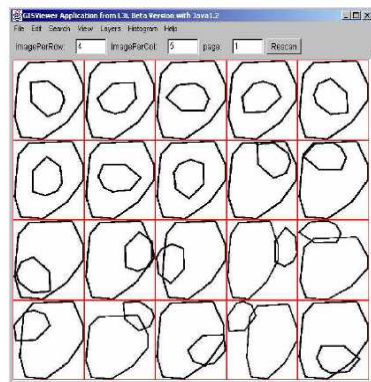 GISViewer Application from L3L Beta Version with Java1.2
File Edit Search View Layers Histogram Help
ImagePerRow: 4 ImagePerCol: 5 page: 1 Rescan